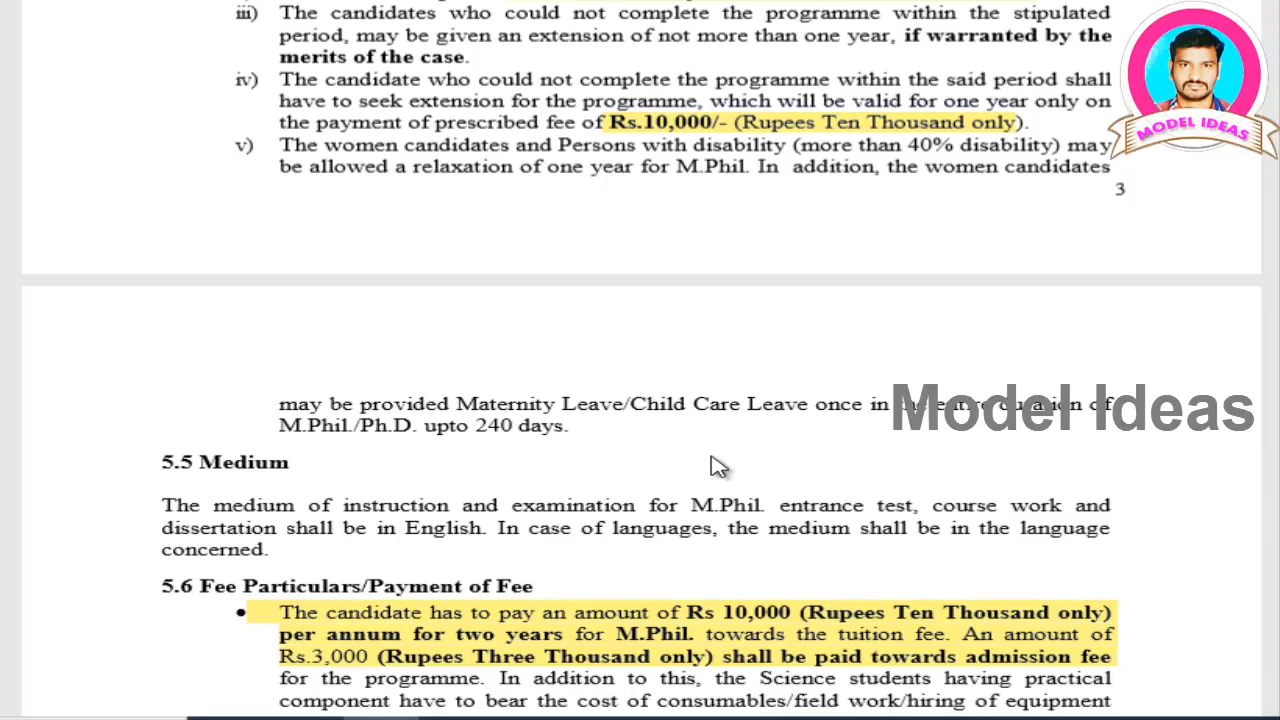 iii) The candidates who could not complete the programme within the stipulated
period, may be given an extension of not more than one year, if warranted by the
merits of the case.
iv) The candidate who could not complete the programme within the said period shall
have to seek extension for the programme, which will be valid for one year only on
the payment of prescribed fee of Rs.10,000/- (Rupees Ten Thousand only).
v) The women candidates and Persons with disability (more than 40% disability) may
be allowed a relaxation of one year for M.Phil. In addition, the women candidates
3
MODEL IDEAS
may be provided Maternity Leave/Child Care Leave once in the entire duration of
M.Phil./Ph.D. upto 240 days.
Model Ideas
5.5 Medium
The medium of instruction and examination for M.Phil. entrance test, course work and
dissertation shall be in English. In case of languages, the medium shall be in the language
concerned.
5.6 Fee Particulars/Payment of Fee
• The candidate has to pay an amount of Rs 10,000 (Rupees Ten Thousand only)
per annum for two years for M.Phil. towards the tuition fee. An amount of
Rs.3,000 (Rupees Three Thousand only) shall be paid towards admission fee
for the programme. In addition to this, the Science students having practical
component have to bear the cost of consumables/field work/hiring of equipment